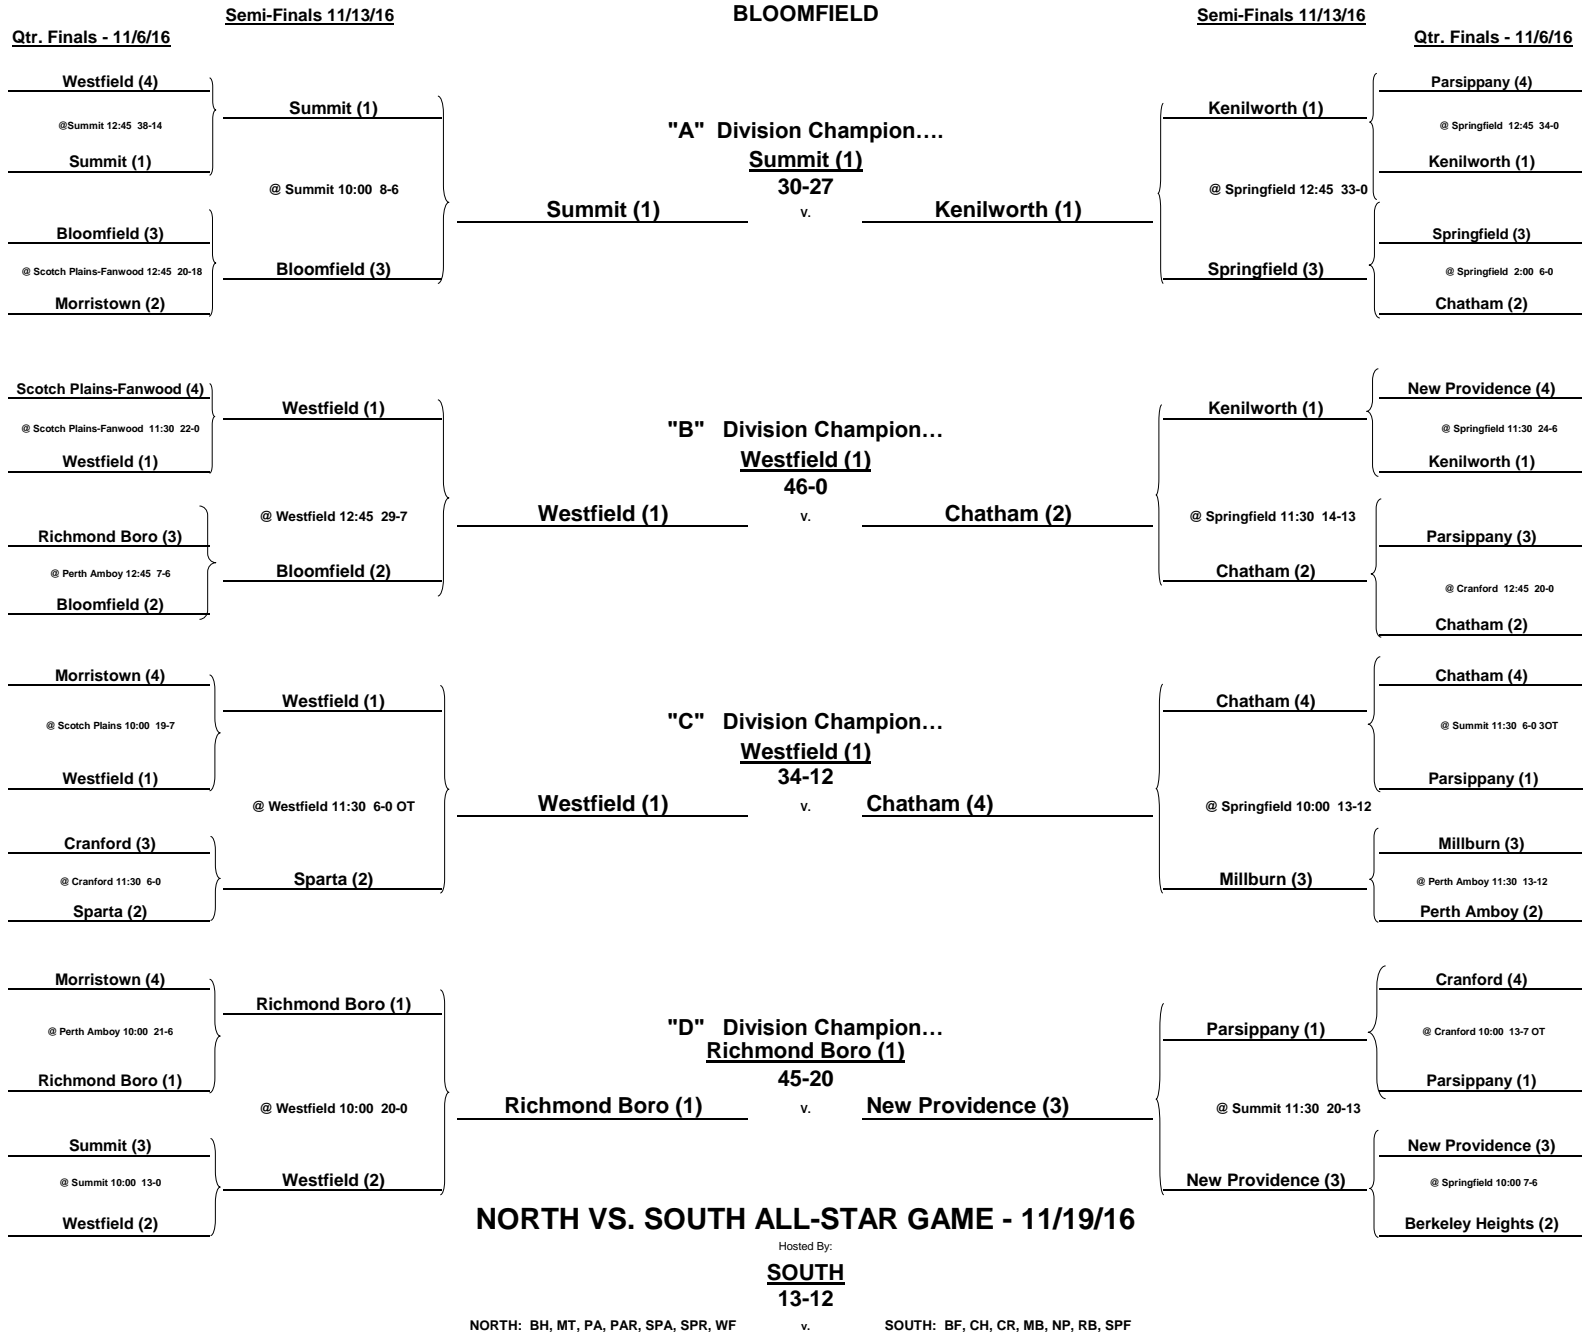 BLOOMFIELD
Semi-Finals 11/13/16
Semi-Finals 11/13/16
Qtr. Finals - 11/6/16
Qtr. Finals - 11/6/16
Westfield (4)
@Summit 12:45 38-14
Summit (1)
Summit (1)
@ Summit 10:00 8-6
Bloomfield (3)
@ Scotch Plains-Fanwood 12:45 20-18
Morristown (2)
Bloomfield (3)
"A" Division Champion....
Summit (1)
30-27
Summit (1)
v.
Kenilworth (1)
Kenilworth (1)
@ Springfield 12:45 33-0
Springfield (3)
Parsippany (4)
@ Springfield 12:45 34-0
Kenilworth (1)
Springfield (3)
@ Springfield 2:00 6-0
Chatham (2)
Scotch Plains-Fanwood (4)
@ Scotch Plains-Fanwood 11:30 22-0
Westfield (1)
Westfield (1)
@ Westfield 12:45 29-7
Richmond Boro (3)
@ Perth Amboy 12:45 7-6
Bloomfield (2)
Bloomfield (2)
"B" Division Champion...
Westfield (1)
46-0
Westfield (1)
v.
Chatham (2)
Kenilworth (1)
@ Springfield 11:30 14-13
Chatham (2)
New Providence (4)
@ Springfield 11:30 24-6
Kenilworth (1)
Parsippany (3)
@ Cranford 12:45 20-0
Chatham (2)
Morristown (4)
@ Scotch Plains 10:00 19-7
Westfield (1)
Westfield (1)
@ Westfield 11:30 6-0 OT
Cranford (3)
@ Cranford 11:30 6-0
Sparta (2)
Sparta (2)
"C" Division Champion...
Westfield (1)
34-12
Westfield (1)
v.
Chatham (4)
Chatham (4)
@ Springfield 10:00 13-12
Millburn (3)
Chatham (4)
@ Summit 11:30 6-0 3OT
Parsippany (1)
Millburn (3)
@ Perth Amboy 11:30 13-12
Perth Amboy (2)
Morristown (4)
@ Perth Amboy 10:00 21-6
Richmond Boro (1)
Richmond Boro (1)
@ Westfield 10:00 20-0
Summit (3)
@ Summit 10:00 13-0
Westfield (2)
Westfield (2)
"D" Division Champion...
Richmond Boro (1)
45-20
Richmond Boro (1)
v.
New Providence (3)
Parsippany (1)
@ Summit 11:30 20-13
New Providence (3)
Cranford (4)
@ Cranford 10:00 13-7 OT
Parsippany (1)
New Providence (3)
@ Springfield 10:00 7-6
Berkeley Heights (2)
NORTH VS. SOUTH ALL-STAR GAME - 11/19/16
Hosted By:
SOUTH
13-12
NORTH: BH, MT, PA, PAR, SPA, SPR, WF v. SOUTH: BF, CH, CR, MB, NP, RB, SPF